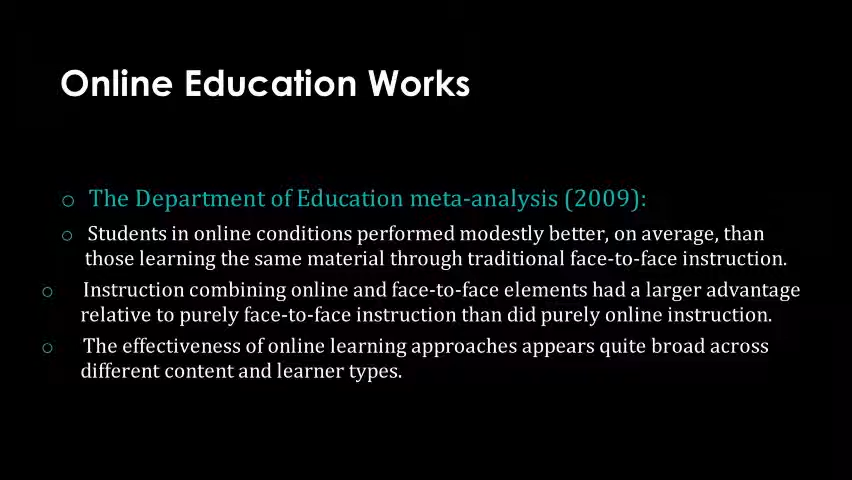 Online Education Works
o The Department of Education meta-analysis (2009):
o Students in online conditions performed modestly better, on average, than
those learning the same material through traditional face-to-face instruction.
o Instruction combining online and face-to-face elements had a larger advantage
relative to purely face-to-face instruction than did purely online instruction.
o The effectiveness of online learning approaches appears quite broad across
different content and learner types.